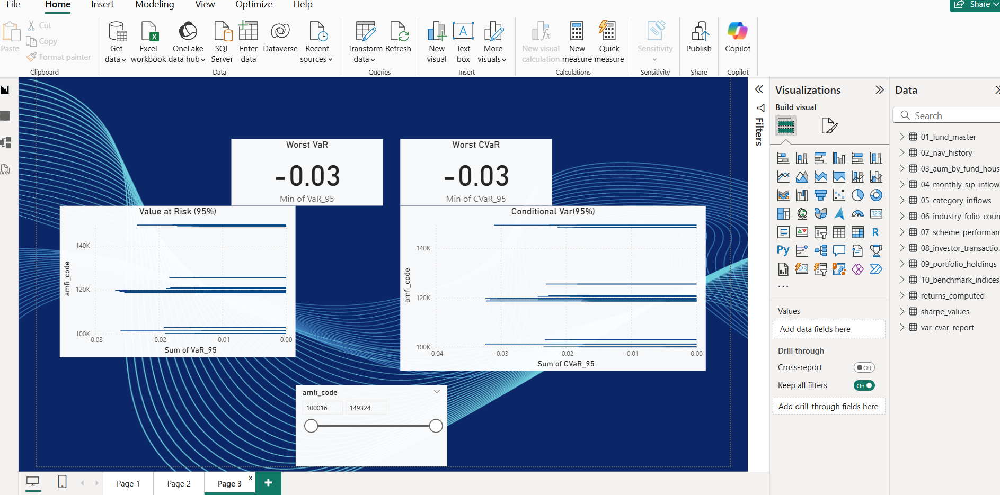 File Home Insert Modeling View Optimize Help Share
Paste
Cut
Copy
Format painter
Clipboard
Get data
Excel workbook
OneLake data hub
SQL Server
Enter data
Dataverse
Recent sources
Data
Transform data
Refresh
Queries
New visual
Text box
More visuals
Insert
New visual calculation
New measure
Quick measure
Calculations
Sensitivity
Sensitivity
Publish
Share
Copilot
Copilot
Worst VaR
-0.03
Min of VaR_95
Worst CVaR
-0.03
Min of CVaR_95
Value at Risk (95%)
amfi_code
140K
120K
100K
-0.03 -0.02 -0.01 0.00
Sum of VaR_95
Conditional Var(95%)
amfi_code
140K
120K
100K
-0.04 -0.03 -0.02 -0.01 0.00
Sum of CVaR_95
amfi_code
100016 149324
Filters
Visualizations
Build visual
123
R
Py
123
...
Values
Add data fields here
Drill through
Cross-report Off
Keep all filters On
Add drill-through fields here
Data
Search
01_fund_master
02_nav_history
03_aum_by_fund_hous
04_monthly_sip_inflow
05_category_inflows
06_industry_folio_coun
07_scheme_performan
08_investor_transactio..
09_portfolio_holdings
10_benchmark_indices
returns_computed
sharpe_values
var_cvar_report
Page 1 Page 2 Page 3 x +